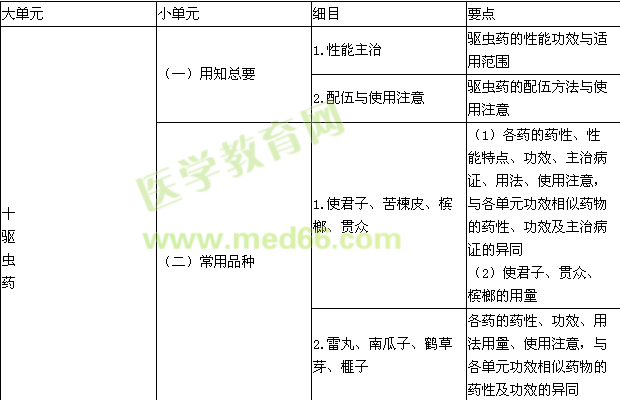 大单元
小单元
细目
要点
十
驱
虫
药
（一）用知总要
1.性能主治
驱虫药的性能功效与适
用范围
2.配伍与使用注意
驱虫药的配伍方法与使
用注意
（二）常用品种
1.使君子、苦楝皮、槟
榔、贯众
（1）各药的药性、性
能特点、功效、主治病
证、用法、使用注意，
与各单元功效相似药物
的药性、功效及主治病
证的异同
（2）使君子、贯众、
槟榔的用量
2.雷丸、南瓜子、鹤草
芽、榧子
各药的药性、功效、用
法用量、使用注意，与
各单元功效相似药物的
药性及功效的异同
医学教育网
www.med66.com